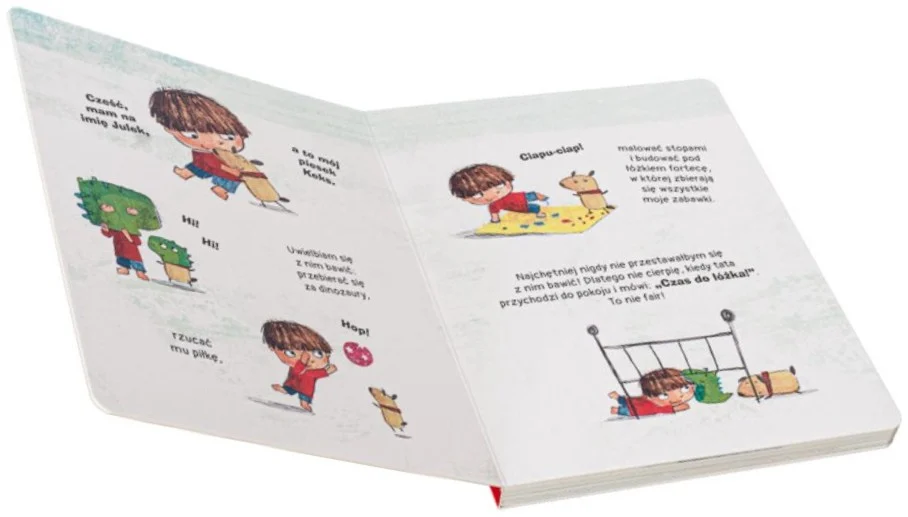 Cześć,
mam na
imię Julek,
a to mój
piesek
Keks.
Hi!
Hi!
Uwielbiam się
z nim bawić:
przebierać się
za dinozaury,
Hop!
rzucać
mu piłkę,
Ciapu-ciap!
malować stopami
i budować pod
łóżkiem fortecę,
w której zbierają
się wszystkie
moje zabawki.
Najchętniej nigdy nie przestawałbym się
z nim bawić! Dlatego nie cierpię, kiedy tata
przychodzi do pokoju i mówi: „Czas do łóżka!”.
To nie fair!